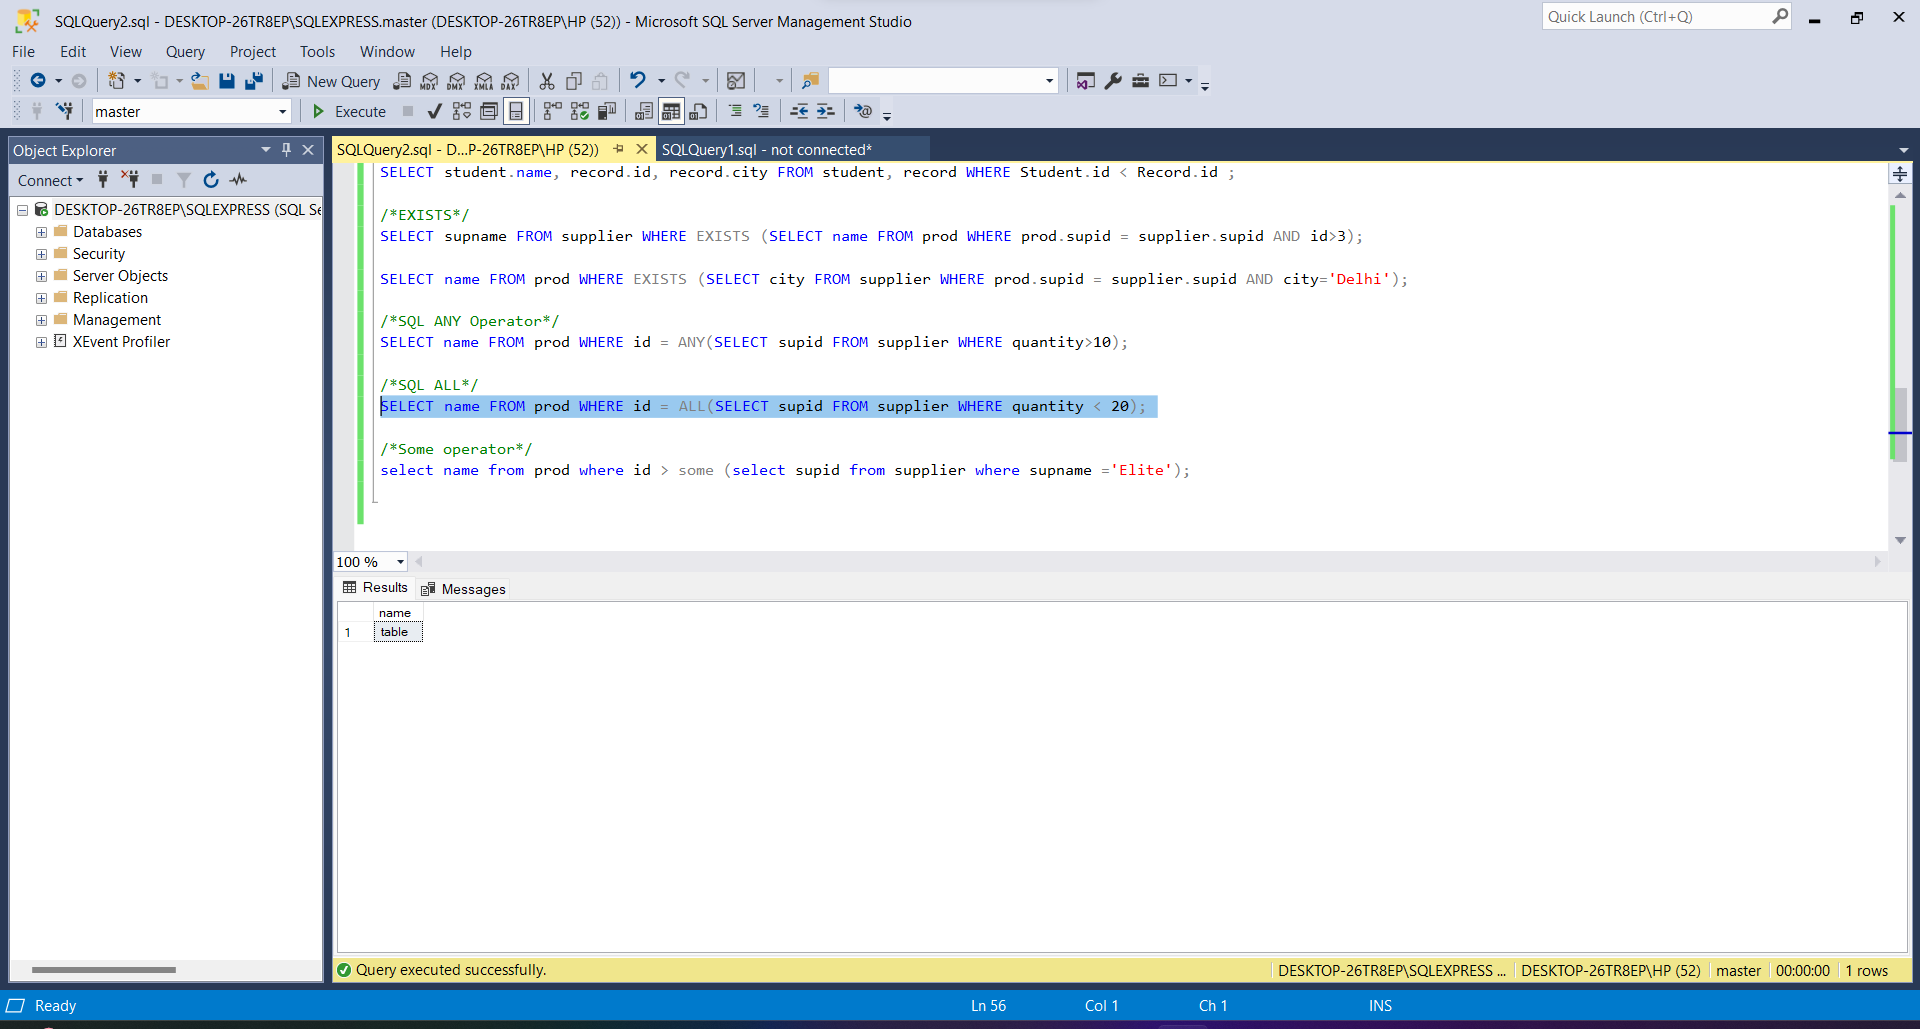 SQLQuery2.sql - DESKTOP-26TR8EP\SQLEXPRESS.master (DESKTOP-26TR8EP\HP (52)) - Microsoft SQL Server Management Studio
Quick Launch (Ctrl+Q)
File Edit View Query Project Tools Window Help
New Query MDX DMX XMLA DAX
master Execute
Object Explorer
SQLQuery2.sql - D...P-26TR8EP\HP (52)) SQLQuery1.sql - not connected*
Connect
DESKTOP-26TR8EP\SQLEXPRESS (SQL Se
Databases
Security
Server Objects
Replication
Management
XEvent Profiler
SELECT student.name, record.id, record.city FROM student, record WHERE Student.id < Record.id ;
/*EXISTS*/
SELECT supname FROM supplier WHERE EXISTS (SELECT name FROM prod WHERE prod.supid = supplier.supid AND id>3);
SELECT name FROM prod WHERE EXISTS (SELECT city FROM supplier WHERE prod.supid = supplier.supid AND city='Delhi');
/*SQL ANY Operator*/
SELECT name FROM prod WHERE id = ANY(SELECT supid FROM supplier WHERE quantity>10);
/*SQL ALL*/
SELECT name FROM prod WHERE id = ALL(SELECT supid FROM supplier WHERE quantity < 20);
/*Some operator*/
select name from prod where id > some (select supid from supplier where supname ='Elite');
100 %
Results Messages
name
1 table
Query executed successfully.
DESKTOP-26TR8EP\SQLEXPRESS ... DESKTOP-26TR8EP\HP (52) master 00:00:00 1 rows
Ready Ln 56 Col 1 Ch 1 INS